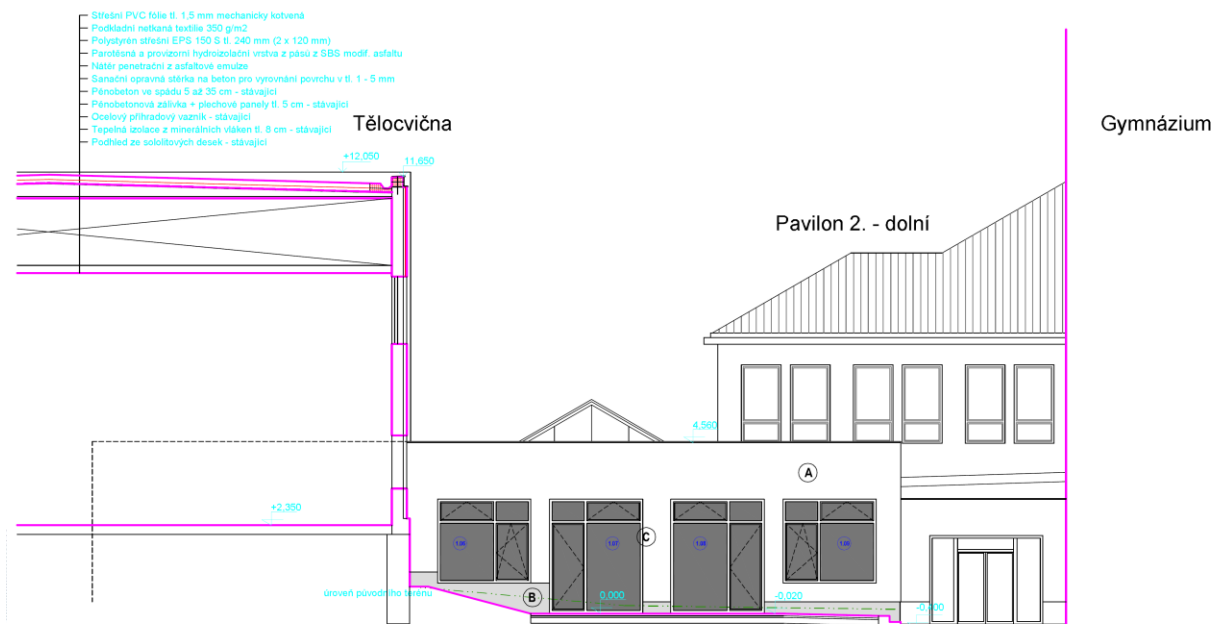 Střešní PVC fólie tl. 1,5 mm mechanicky kotvená
Podkladní netkaná textilie 350 g/m2
Polystyrén střešní EPS 150 S tl. 240 mm (2 x 120 mm)
Parotěsná a provizorní hydroizolační vrstva z pásů z SBS modif. asfaltu
Nátěr penetrační z asfaltové emulze
Sanační opravná stěrka na beton pro vyrovnání povrchu v tl. 1 - 5 mm
Pěnobeton ve spádu 5 až 35 cm - stávající
Pěnobetonová zálivka + plechové panely tl. 5 cm - stávající
Ocelový příhradový vazník - stávající
Tepelná izolace z minerálních vláken tl. 8 cm - stávající
Podhled ze sololitových desek - stávající
Tělocvična
Gymnázium
+12,050
11,650
Pavilon 2. - dolní
4,560
A
+2,350
C
úroveň původního terénu
B
0,000
-0,020